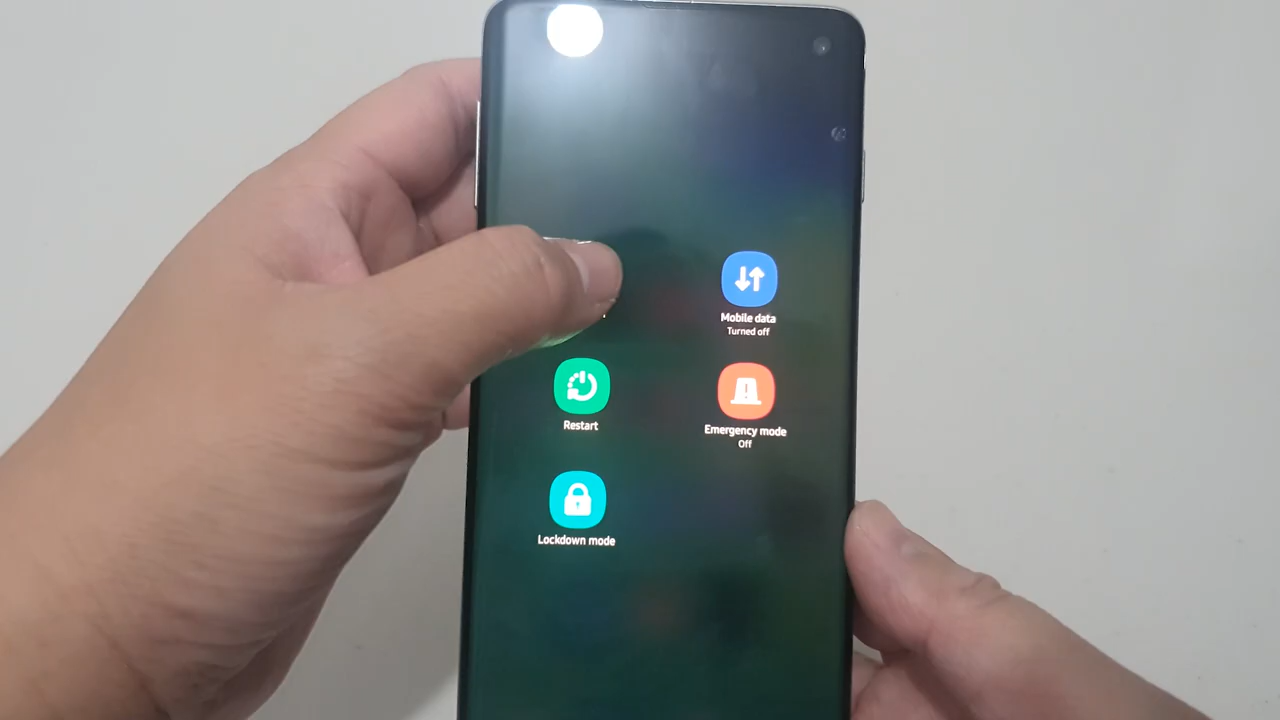 Mobile data
Turned off
Restart
Emergency mode
Off
Lockdown mode